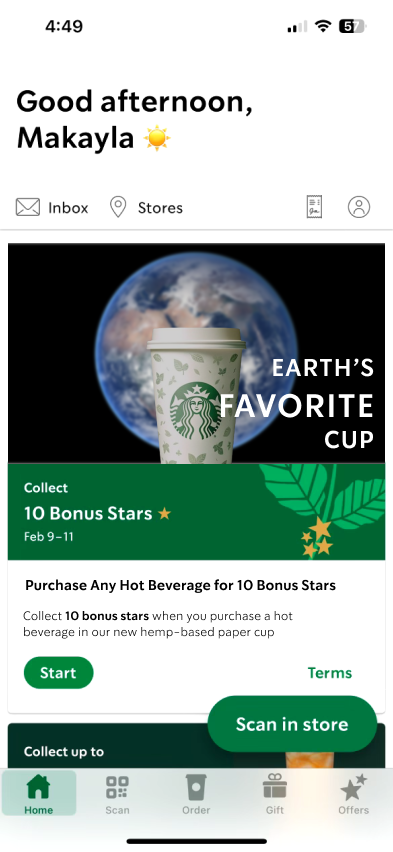 4:49
57
Good afternoon,
Makayla
Inbox
Stores
EARTH'S
FAVORITE
CUP
Collect
10 Bonus Stars
Feb 9–11
Purchase Any Hot Beverage for 10 Bonus Stars
Collect 10 bonus stars when you purchase a hot
beverage in our new hemp-based paper cup
Start
Terms
Scan in store
Collect up to
Home
Scan
Order
Gift
Offers